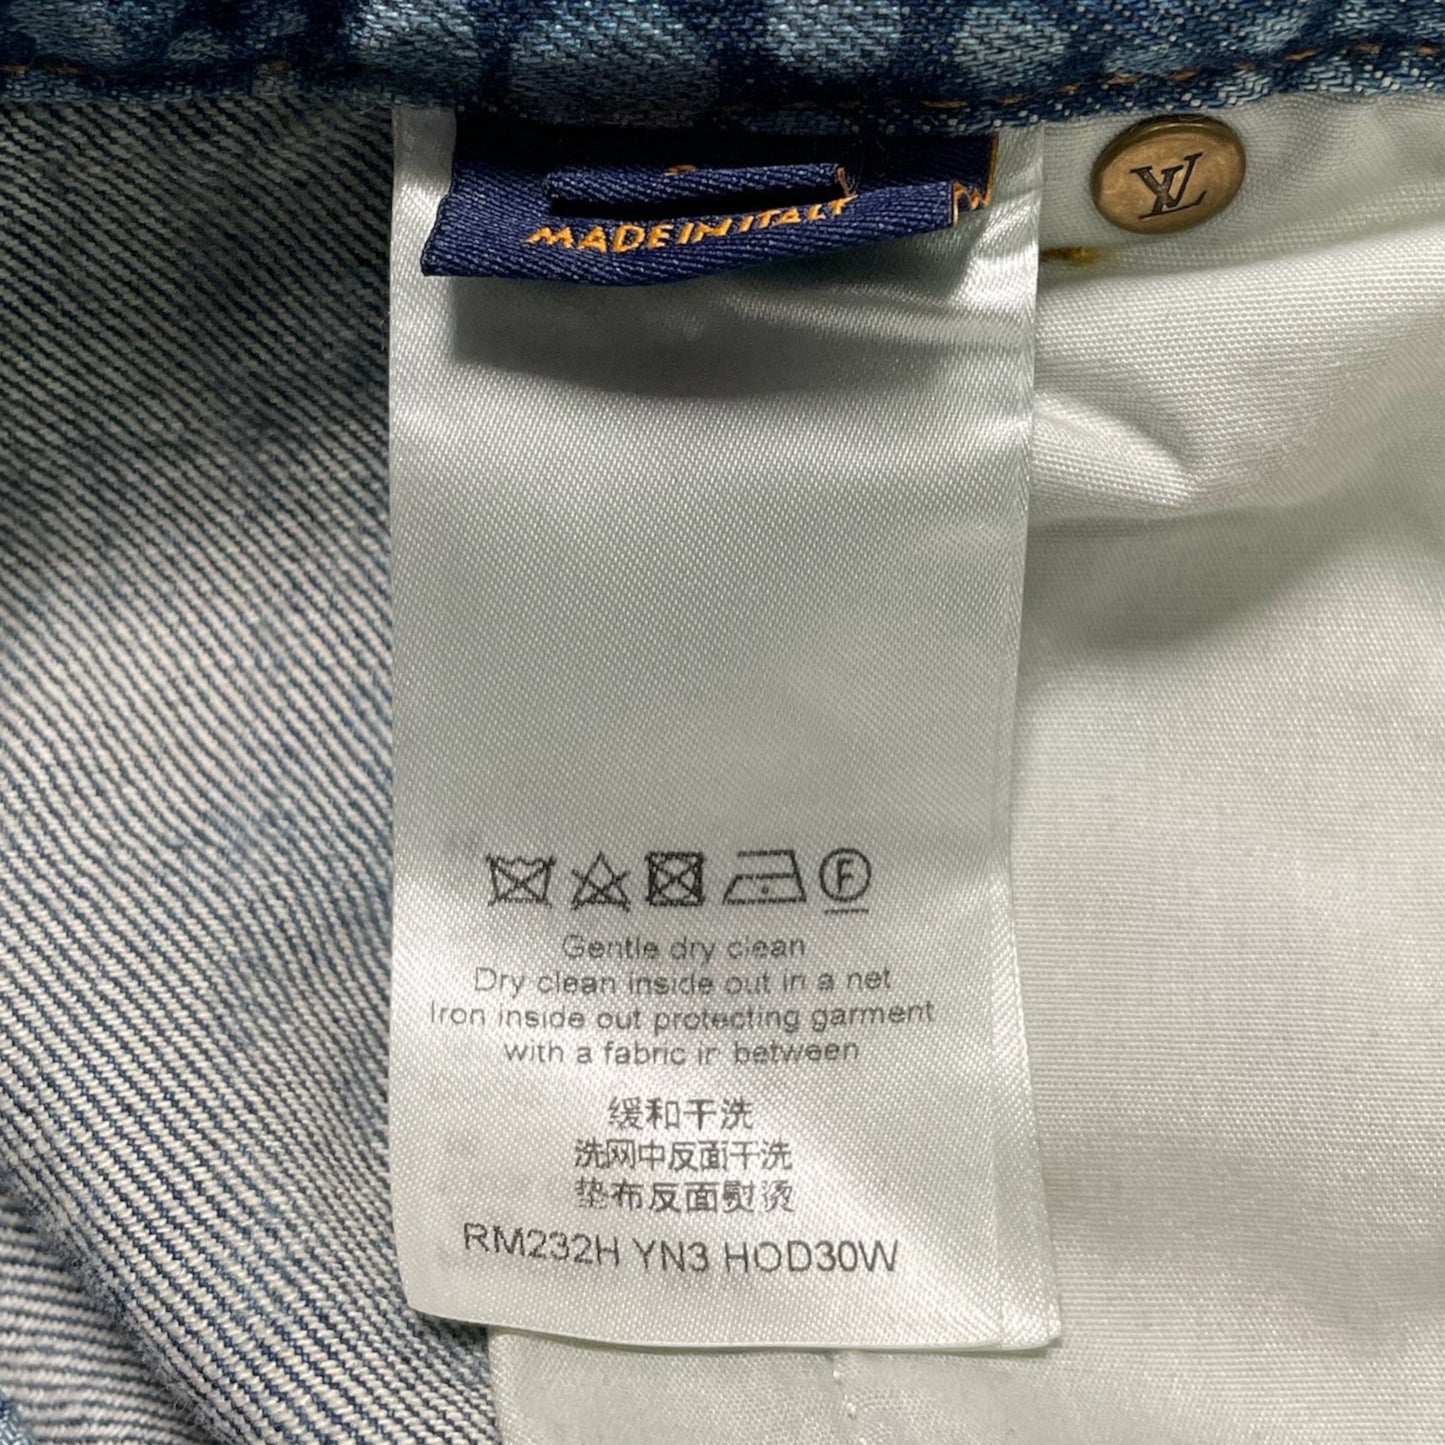 LV
MADE IN ITALY
F
Gentle dry clean
Dry clean inside out in a net
Iron inside out protecting garment
with a fabric in between
缓和干洗
洗网中反面干洗
垫布反面熨烫
RM232H YN3 HOD30W